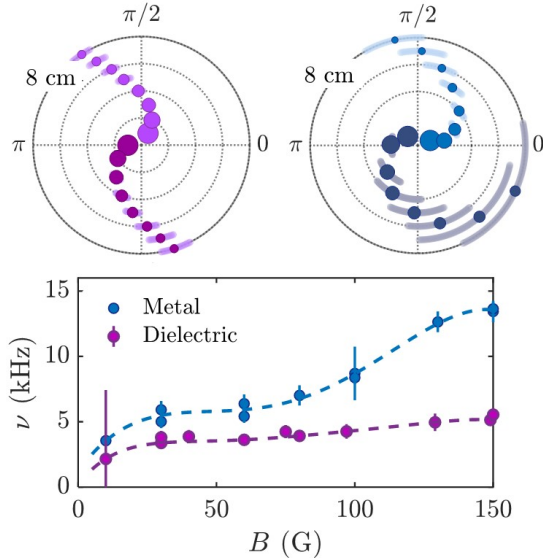 π/2 π/2
8 cm 8 cm
π 0 π 0
15
Metal
Dielectric
10
ν (kHz)
5
0
0 50 100 150
B (G)